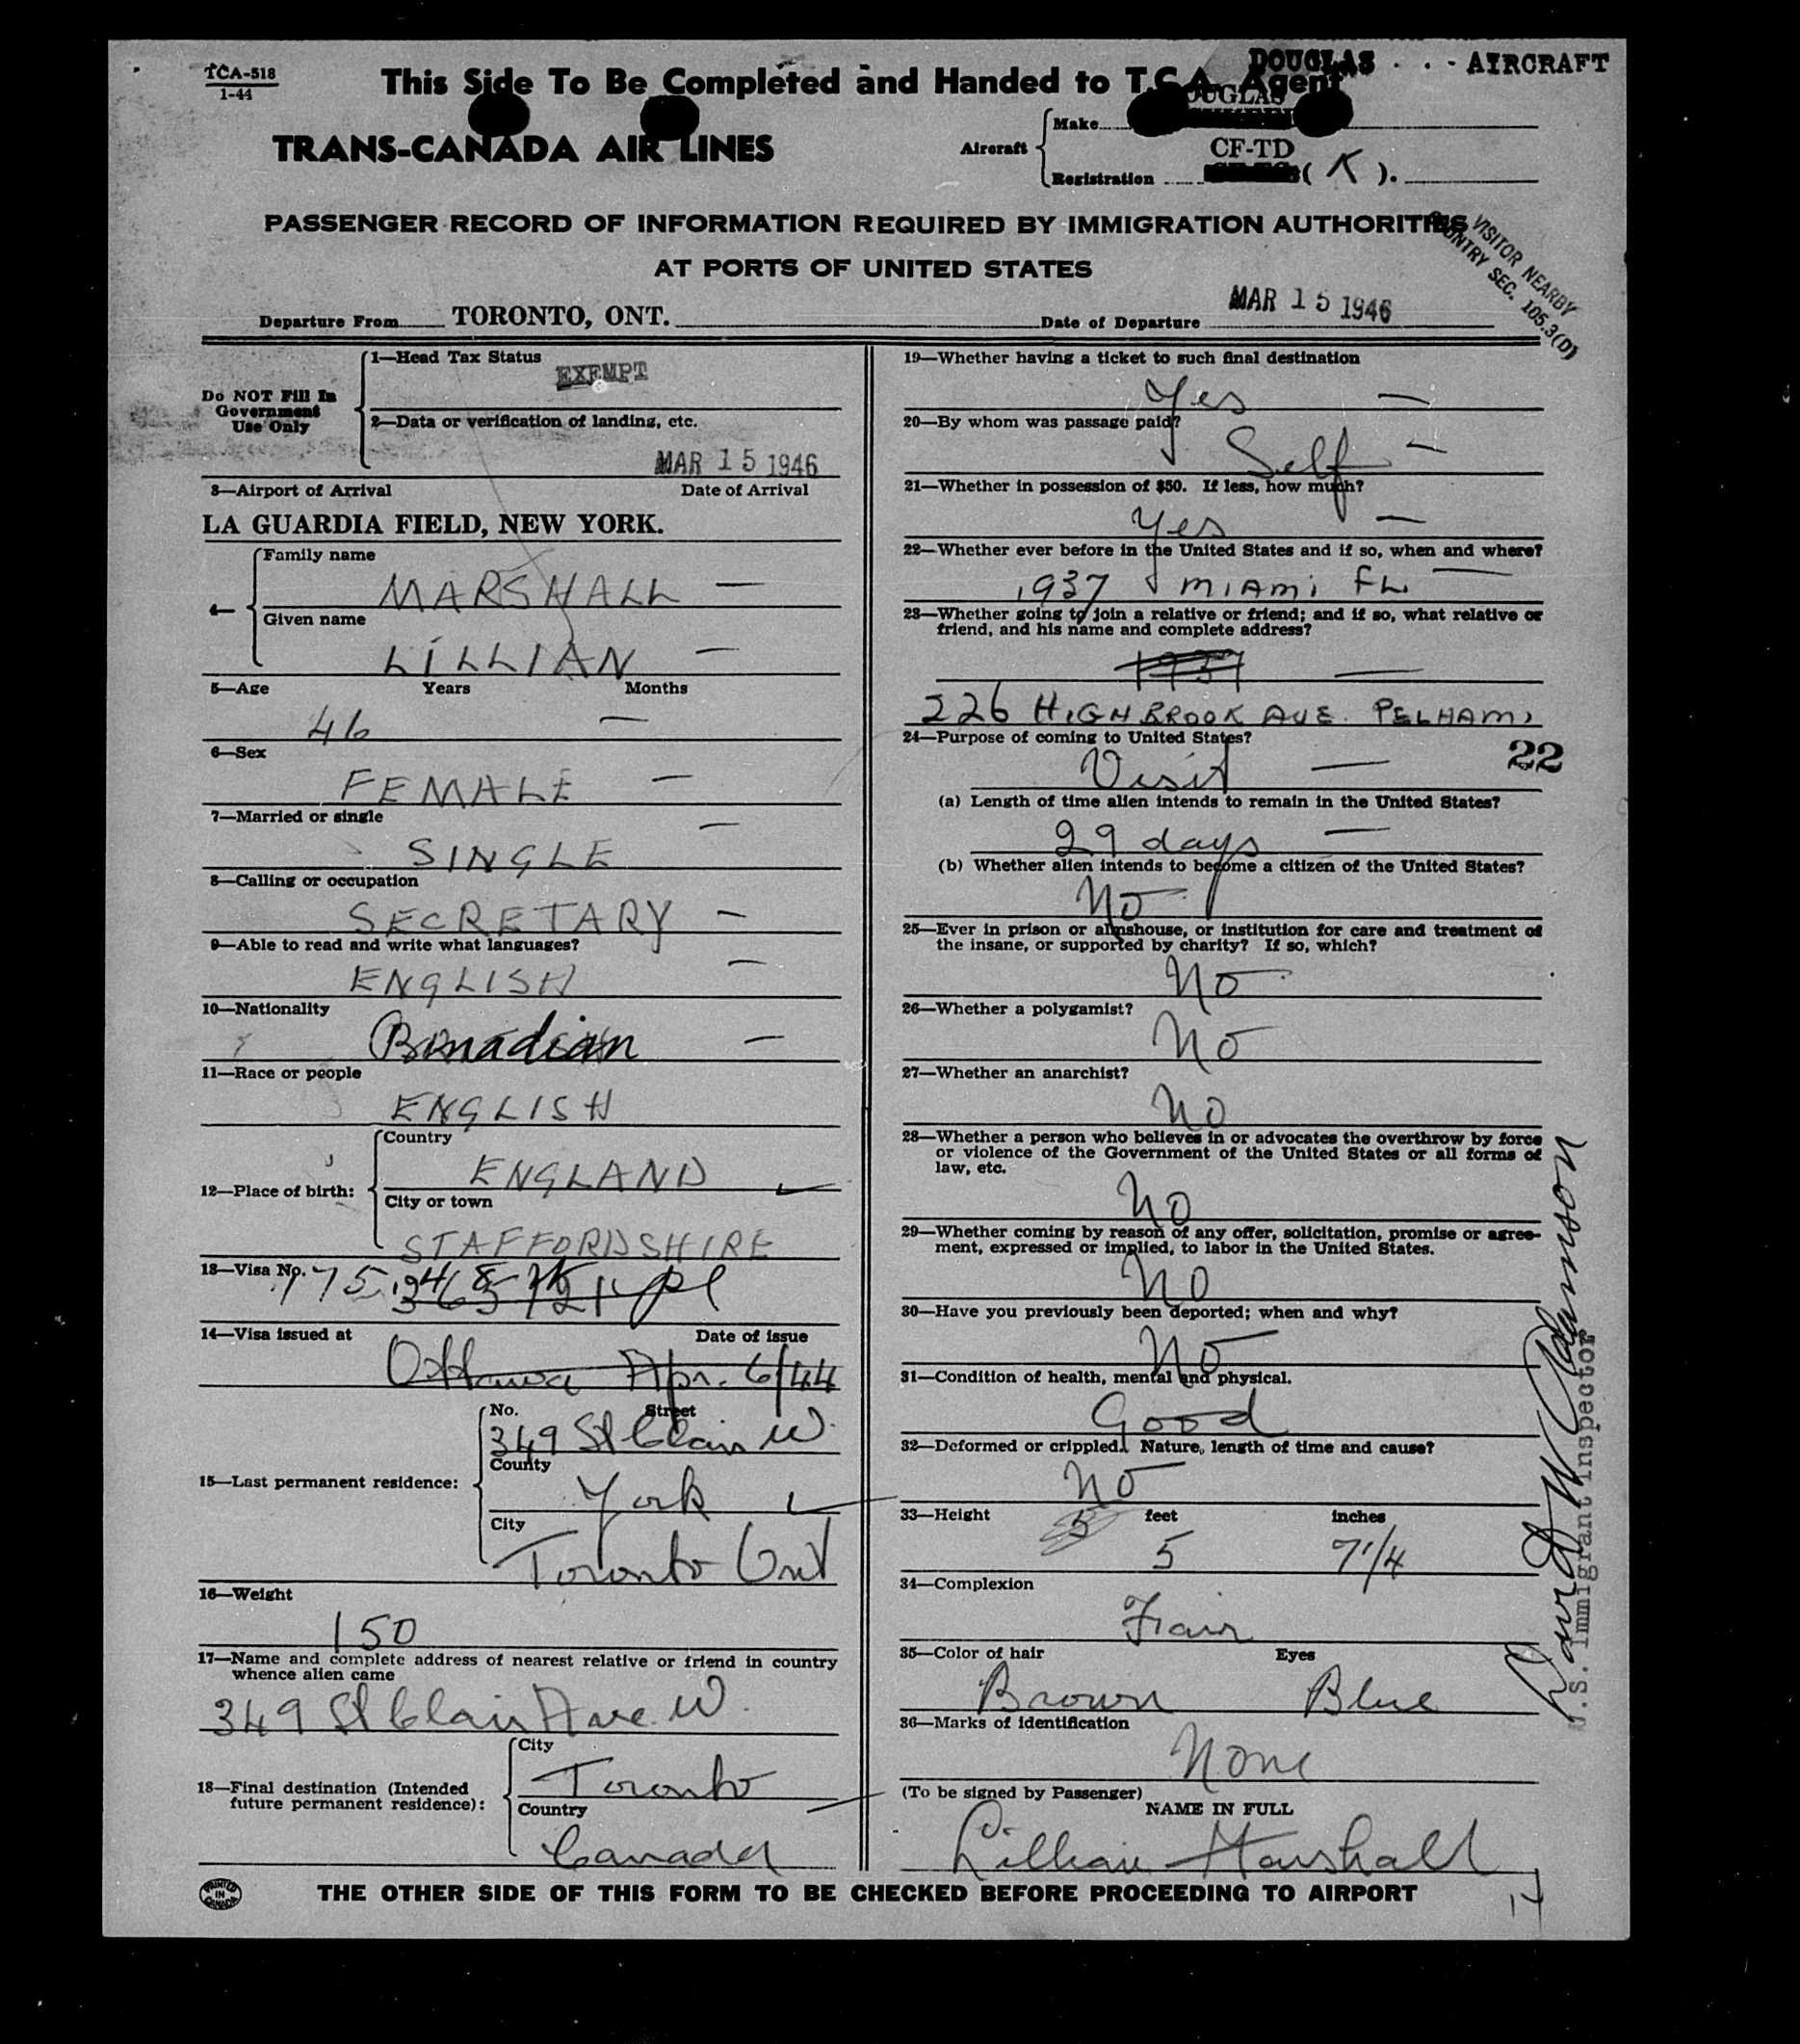 TCA-518
1-44
DOUGLAS . . - AIRCRAFT
This Side To Be Completed and Handed to T.C.A. Agent
DOUGLAS
Make
TRANS-CANADA AIR LINES
Aircraft
CF-TD
Registration ( K ).
PASSENGER RECORD OF INFORMATION REQUIRED BY IMMIGRATION AUTHORITIES
AT PORTS OF UNITED STATES
VISITOR NEARBY
COUNTRY SEC. 105.3(D)
Departure From TORONTO, ONT. Date of Departure MAR 15 1946
Do NOT Fill In
Government
Use Only
1—Head Tax Status
EXEMPT
2—Data or verification of landing, etc.
MAR 15 1946
3—Airport of Arrival Date of Arrival
LA GUARDIA FIELD, NEW YORK.
4—
Family name
MARSHALL —
Given name
LILLIAN —
5—Age Years Months
46 —
6—Sex
FEMALE —
7—Married or single
SINGLE —
8—Calling or occupation
SECRETARY —
9—Able to read and write what languages?
ENGLISH —
10—Nationality
Canadian —
11—Race or people
ENGLISH
12—Place of birth:
Country
ENGLAND
City or town
STAFFORDSHIRE
13—Visa No.
14—Visa issued at Date of issue
Ottawa Apr. 6/44
15—Last permanent residence:
No. Street
349 St Clair W.
County
York
City
Toronto Ont
16—Weight
150
17—Name and complete address of nearest relative or friend in country
whence alien came
349 St Clair Ave. W.
18—Final destination (Intended
future permanent residence):
City
Toronto
Country
Canada
19—Whether having a ticket to such final destination
Yes —
20—By whom was passage paid?
Self —
21—Whether in possession of $50. If less, how much?
Yes —
22—Whether ever before in the United States and if so, when and where?
1937 MIAMI FL. —
23—Whether going to join a relative or friend; and if so, what relative or
friend, and his name and complete address?
1937 —
226 HIGHBROOK AVE. PELHAM,
24—Purpose of coming to United States?
Visit —
22
(a) Length of time alien intends to remain in the United States?
29 days —
(b) Whether alien intends to become a citizen of the United States?
No
25—Ever in prison or almshouse, or institution for care and treatment of
the insane, or supported by charity? If so, which?
No
26—Whether a polygamist?
No
27—Whether an anarchist?
No
28—Whether a person who believes in or advocates the overthrow by force
or violence of the Government of the United States or all forms of
law, etc.
No
29—Whether coming by reason of any offer, solicitation, promise or agree-
ment, expressed or implied, to labor in the United States.
No
30—Have you previously been deported; when and why?
No
31—Condition of health, mental and physical.
Good
32—Deformed or crippled. Nature, length of time and cause?
No
33—Height feet inches
5
5 7 1/4
34—Complexion
Fair
35—Color of hair Eyes
Brown Blue
36—Marks of identification
None
(To be signed by Passenger)
NAME IN FULL
Lillian Marshall
U.S. Immigrant Inspector
PRINTED
IN
CANADA
THE OTHER SIDE OF THIS FORM TO BE CHECKED BEFORE PROCEEDING TO AIRPORT